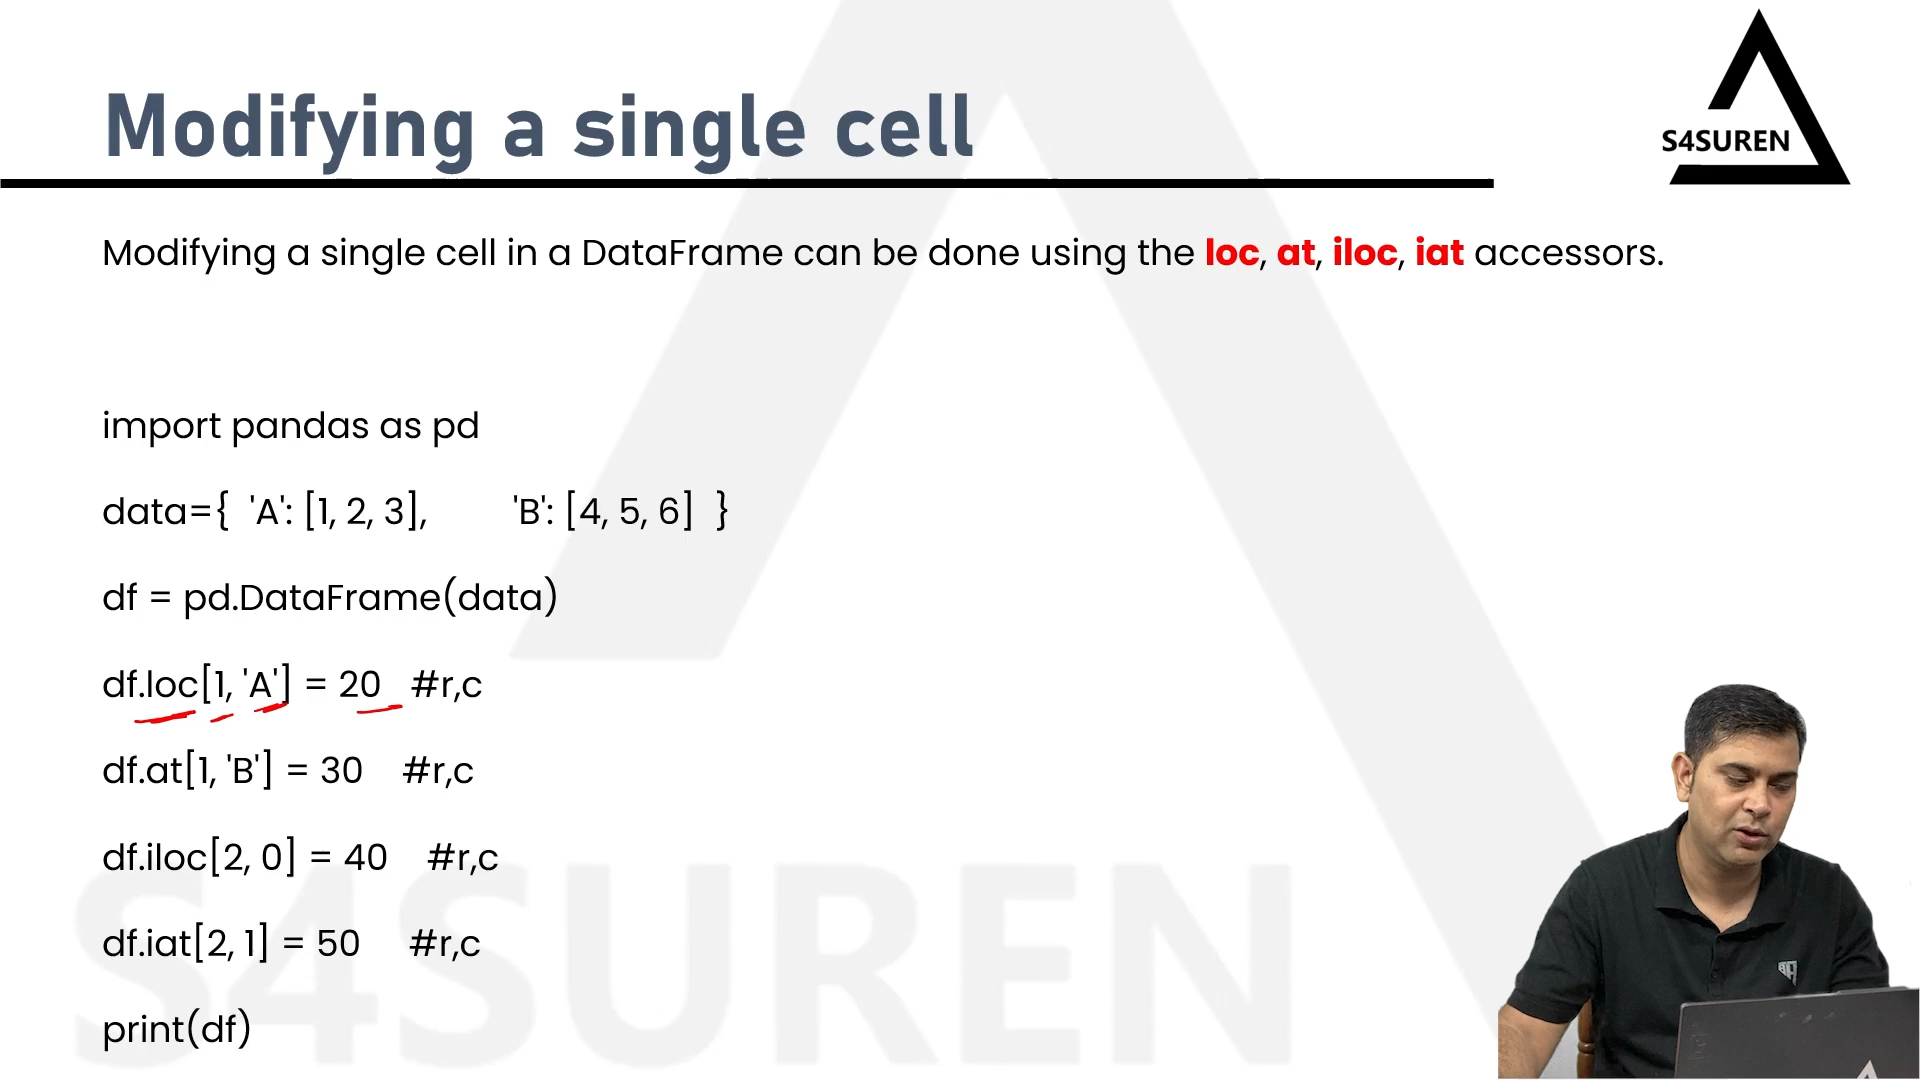 Modifying a single cell
S4SUREN
Modifying a single cell in a DataFrame can be done using the loc, at, iloc, iat accessors.
import pandas as pd
data={ 'A': [1, 2, 3], 'B': [4, 5, 6] }
df = pd.DataFrame(data)
df.loc[1, 'A'] = 20 #r,c
df.at[1, 'B'] = 30 #r,c
df.iloc[2, 0] = 40 #r,c
df.iat[2, 1] = 50 #r,c
print(df)
S4SUREN